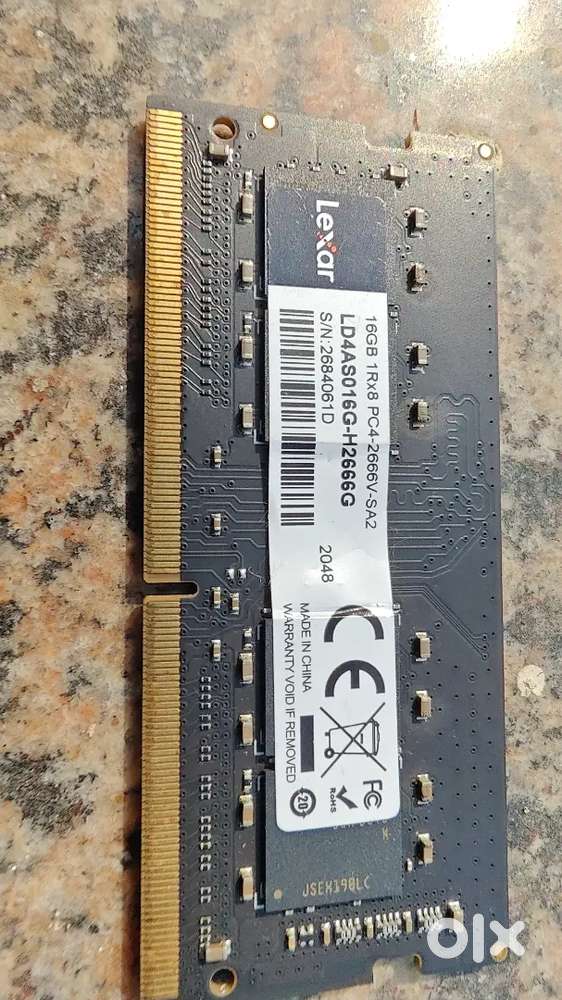 Lexar
16GB 1Rx8 PC4-2666V-SA2
LD4AS016G-H2666G
S/N:2684061D
2048
CE
MADE IN CHINA
WARRANTY VOID IF REMOVED
FC
RoHS
20
olx